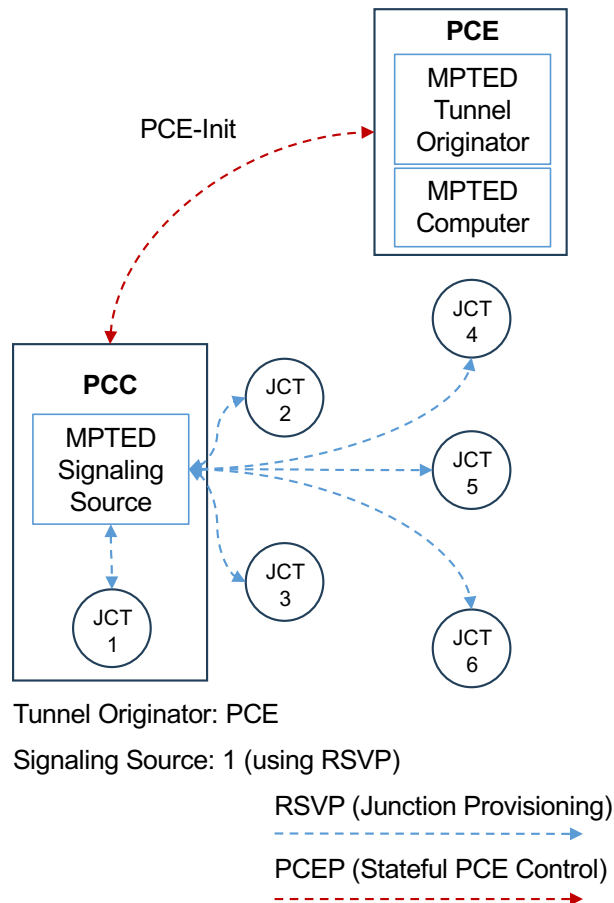 PCE
MPTED
Tunnel
Originator
MPTED
Computer
PCE-Init
JCT
4
PCC
MPTED
Signaling
Source
JCT
2
JCT
5
JCT
3
JCT
1
JCT
6
Tunnel Originator: PCE
Signaling Source: 1 (using RSVP)
RSVP (Junction Provisioning)
PCEP (Stateful PCE Control)